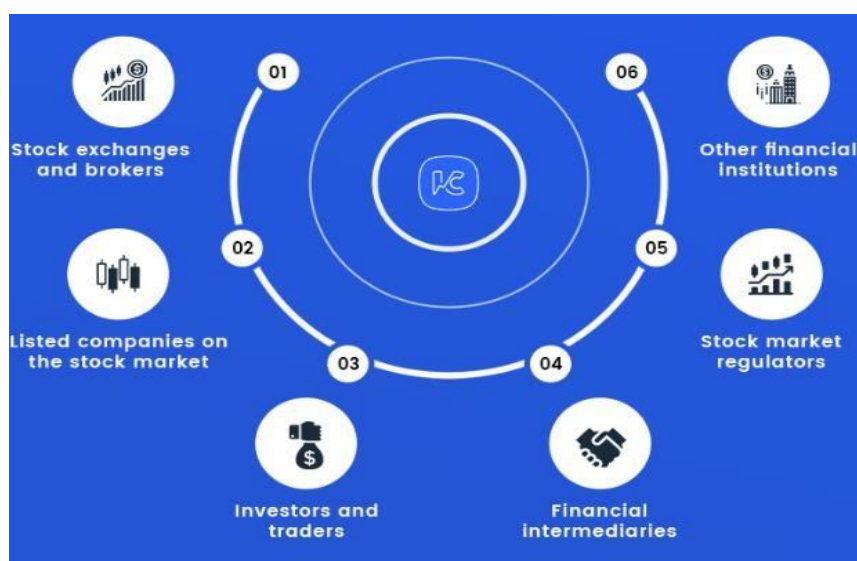 01
Stock exchanges
and brokers
02
Listed companies on
the stock market
03
Investors and
traders
04
Financial
intermediaries
05
Stock market
regulators
06
Other financial
institutions